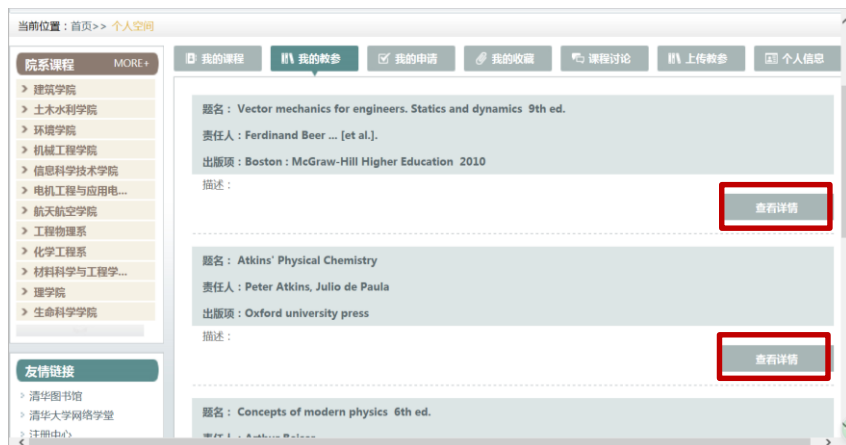 当前位置：首页>> 个人空间
院系课程 MORE+
建筑学院
土木水利学院
环境学院
机械工程学院
信息科学技术学院
电机工程与应用电...
航天航空学院
工程物理系
化学工程系
材料科学与工程学...
理学院
生命科学学院
友情链接
清华图书馆
清华大学网络学堂
注册中心
我的课程 我的教参 我的申请 我的收藏 课程讨论 上传教参 个人信息
题名： Vector mechanics for engineers. Statics and dynamics 9th ed.
责任人：Ferdinand Beer ... [et al.].
出版项：Boston : McGraw-Hill Higher Education 2010
描述：
查看详情
题名： Atkins' Physical Chemistry
责任人：Peter Atkins, Julio de Paula
出版项：Oxford university press
描述：
查看详情
题名： Concepts of modern physics 6th ed.
责任人：Arthur Beiser